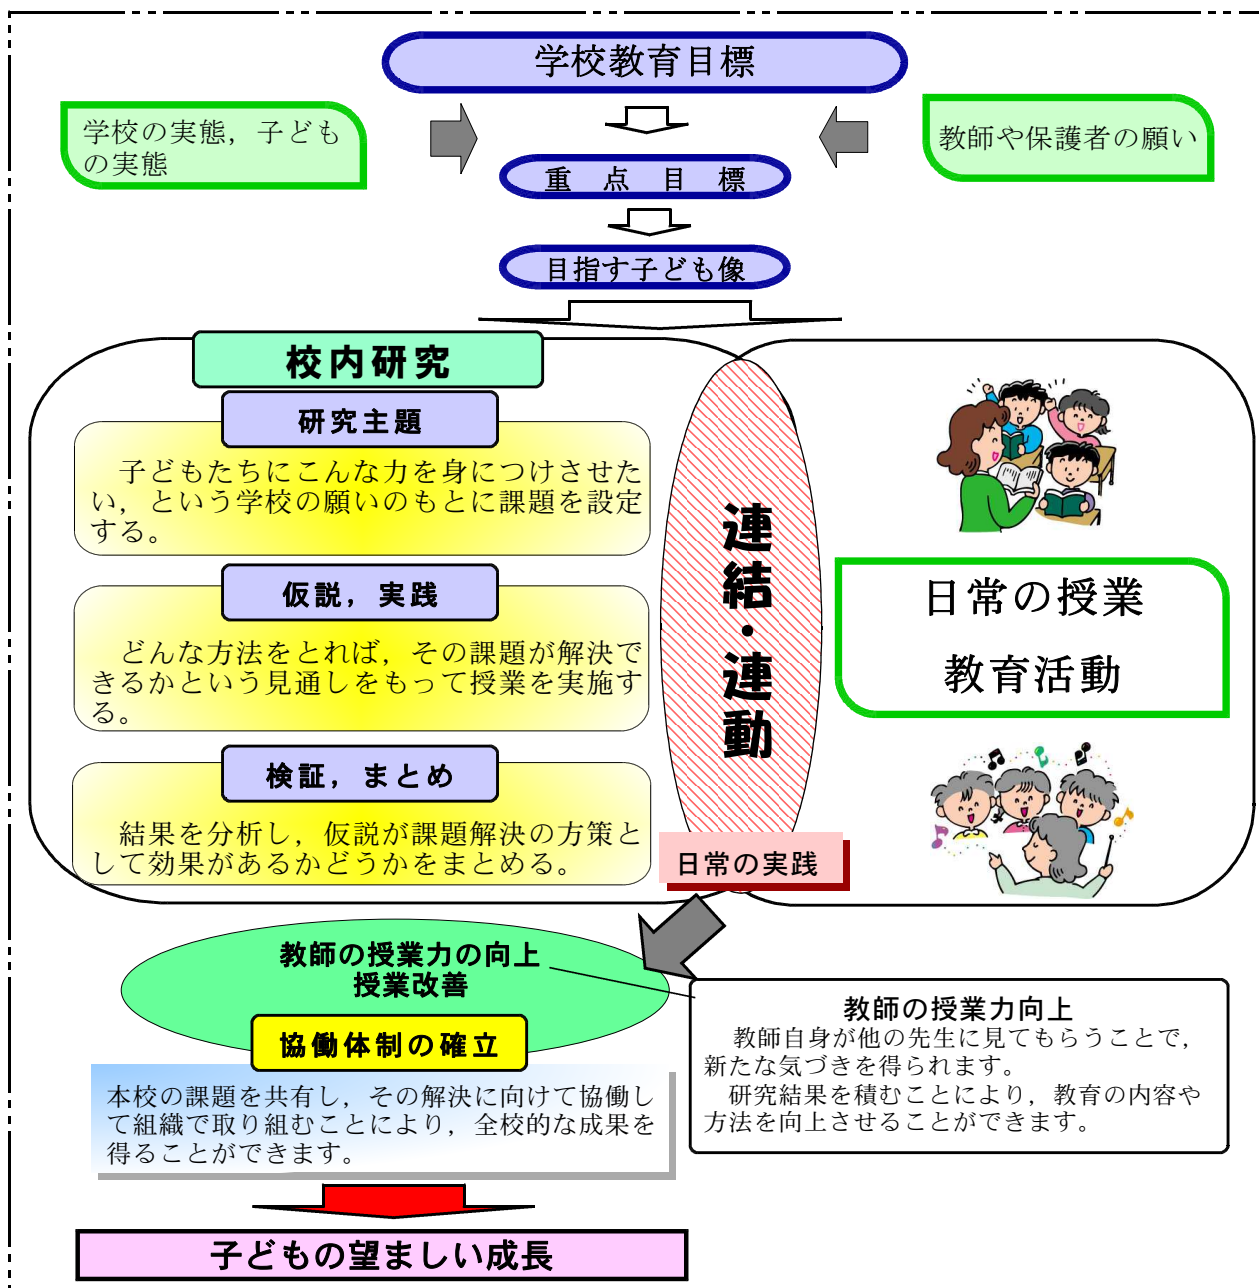 学校教育目標
学校の実態，子ども
の実態
教師や保護者の願い
重点目標
目指す子ども像
校内研究
研究主題
子どもたちにこんな力を身につけさせた
い，という学校の願いのもとに課題を設定
する。
仮説，実践
どんな方法をとれば，その課題が解決で
きるかという見通しをもって授業を実施す
る。
検証，まとめ
結果を分析し，仮説が課題解決の方策と
して効果があるかどうかをまとめる。
連結・連動
日常の授業
教育活動
日常の実践
教師の授業力の向上
授業改善
協働体制の確立
本校の課題を共有し，その解決に向けて協働し
て組織で取り組むことにより，全校的な成果を
得ることができます。
教師の授業力向上
教師自身が他の先生に見てもらうことで，
新たな気づきを得られます。
研究結果を積むことにより，教育の内容や
方法を向上させることができます。
子どもの望ましい成長